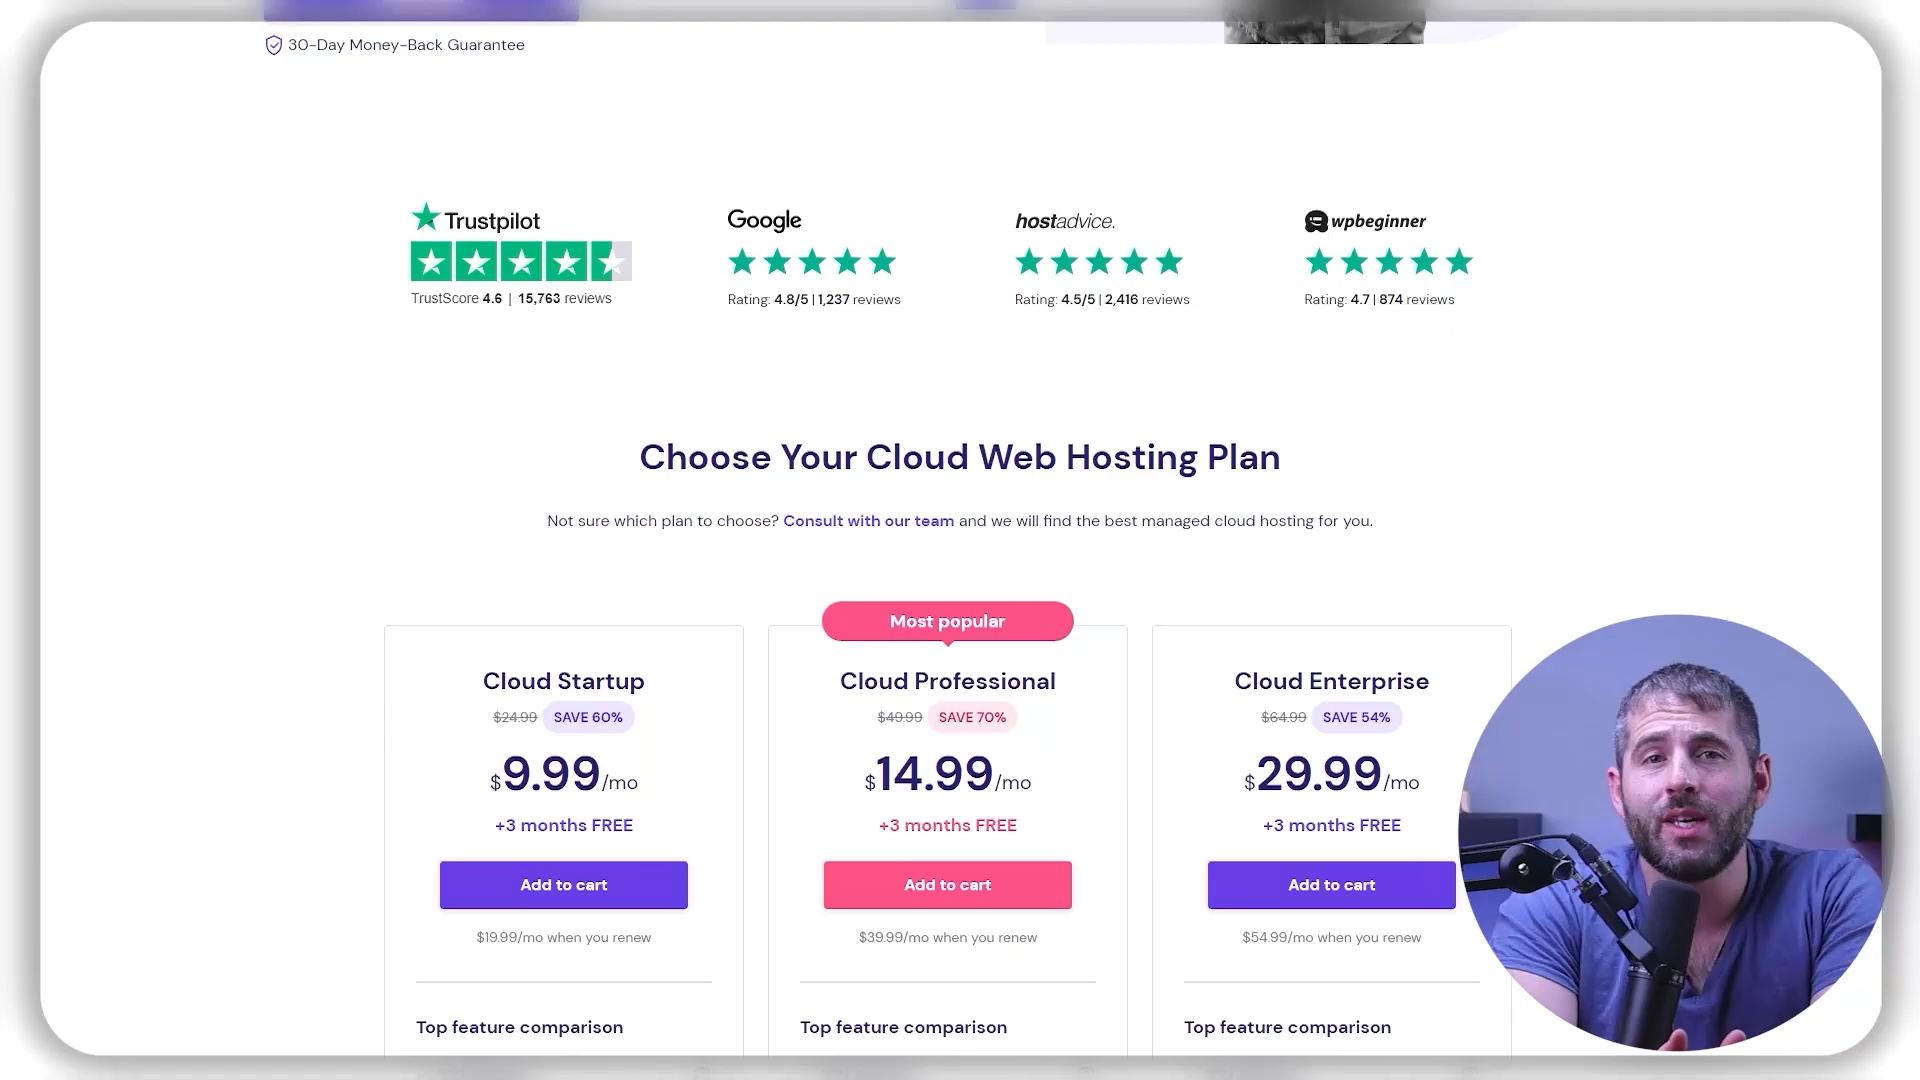 30-Day Money-Back Guarantee
Trustpilot
TrustScore 4.6 | 15,763 reviews
Google
Rating: 4.8/5 | 1,237 reviews
hostadvice.
Rating: 4.5/5 | 2,416 reviews
wpbeginner
Rating: 4.7 | 874 reviews
Choose Your Cloud Web Hosting Plan
Not sure which plan to choose? Consult with our team and we will find the best managed cloud hosting for you.
Cloud Startup
$24.99 SAVE 60%
$9.99/mo
+3 months FREE
Add to cart
$19.99/mo when you renew
Top feature comparison
Most popular
Cloud Professional
$49.99 SAVE 70%
$14.99/mo
+3 months FREE
Add to cart
$39.99/mo when you renew
Top feature comparison
Cloud Enterprise
$64.99 SAVE 54%
$29.99/mo
+3 months FREE
Add to cart
$54.99/mo when you renew
Top feature comparison